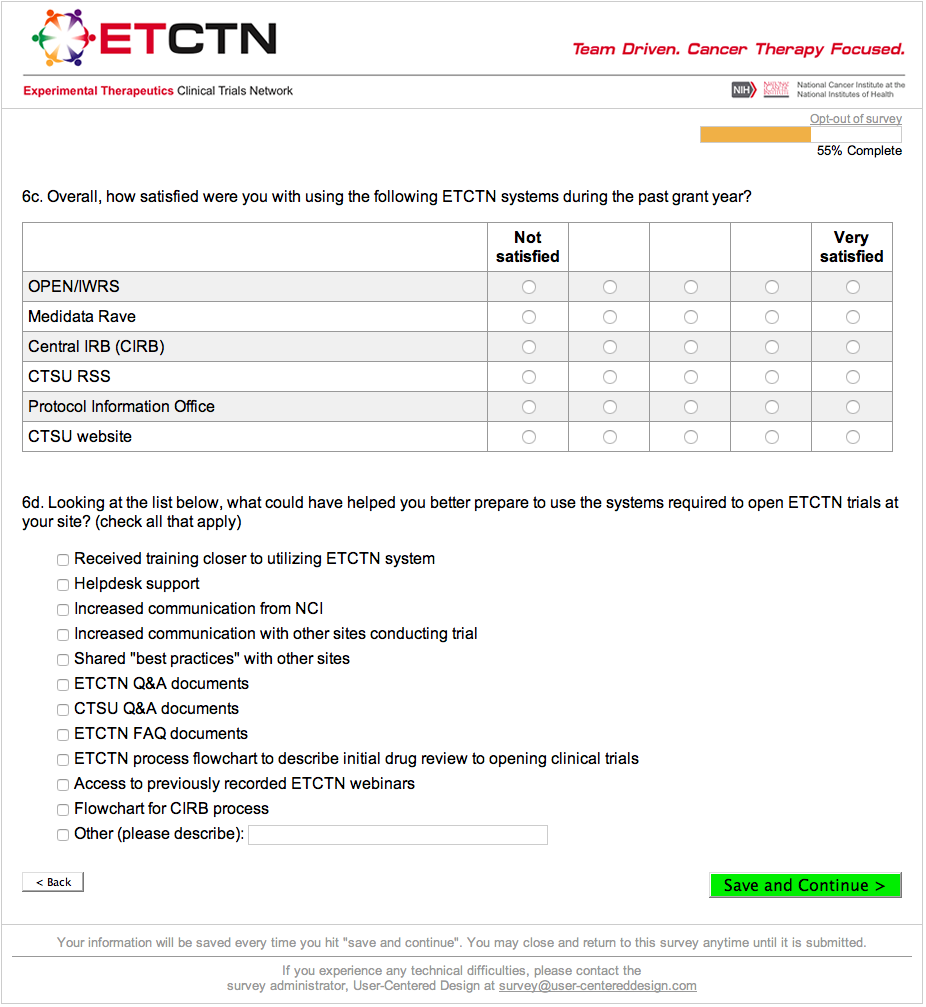 ETCTN
Team Driven. Cancer Therapy Focused.
Experimental Therapeutics Clinical Trials Network
NIH
NATIONAL
CANCER
INSTITUTE
National Cancer Institute at the
National Institutes of Health
Opt-out of survey
55% Complete
6c. Overall, how satisfied were you with using the following ETCTN systems during the past grant year?
Not
satisfied
Very
satisfied
OPEN/IWRS
Medidata Rave
Central IRB (CIRB)
CTSU RSS
Protocol Information Office
CTSU website
6d. Looking at the list below, what could have helped you better prepare to use the systems required to open ETCTN trials at
your site? (check all that apply)
Received training closer to utilizing ETCTN system
Helpdesk support
Increased communication from NCI
Increased communication with other sites conducting trial
Shared "best practices" with other sites
ETCTN Q&A documents
CTSU Q&A documents
ETCTN FAQ documents
ETCTN process flowchart to describe initial drug review to opening clinical trials
Access to previously recorded ETCTN webinars
Flowchart for CIRB process
Other (please describe):
< Back
Save and Continue >
Your information will be saved every time you hit "save and continue". You may close and return to this survey anytime until it is submitted.
If you experience any technical difficulties, please contact the
survey administrator, User-Centered Design at survey@user-centereddesign.com